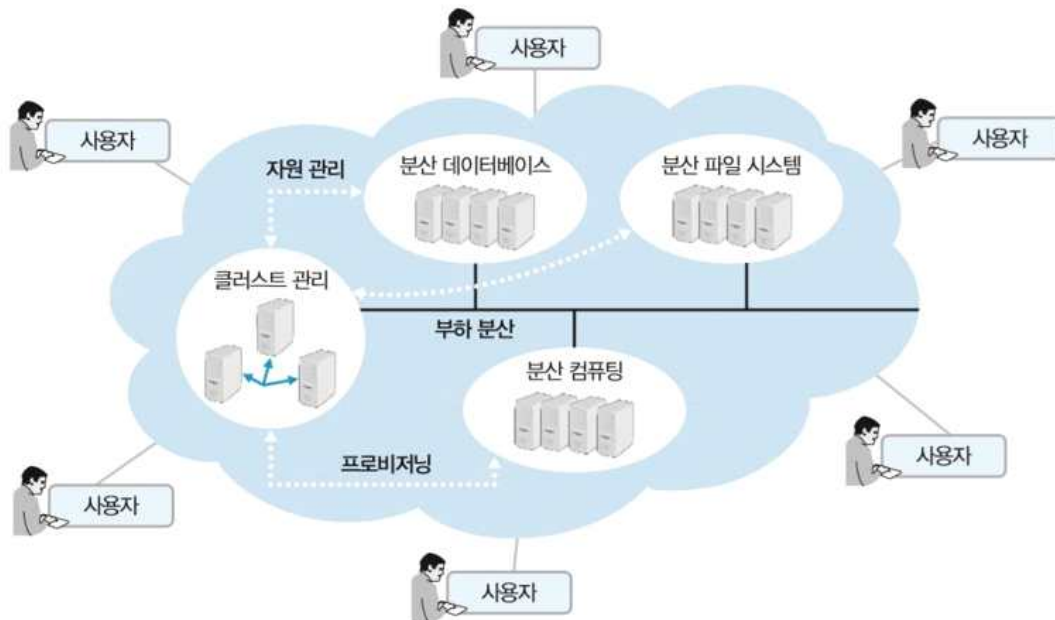 사용자
사용자
사용자
자원 관리
분산 데이터베이스
분산 파일 시스템
클러스트 관리
부하 분산
분산 컴퓨팅
프로비저닝
사용자
사용자
사용자